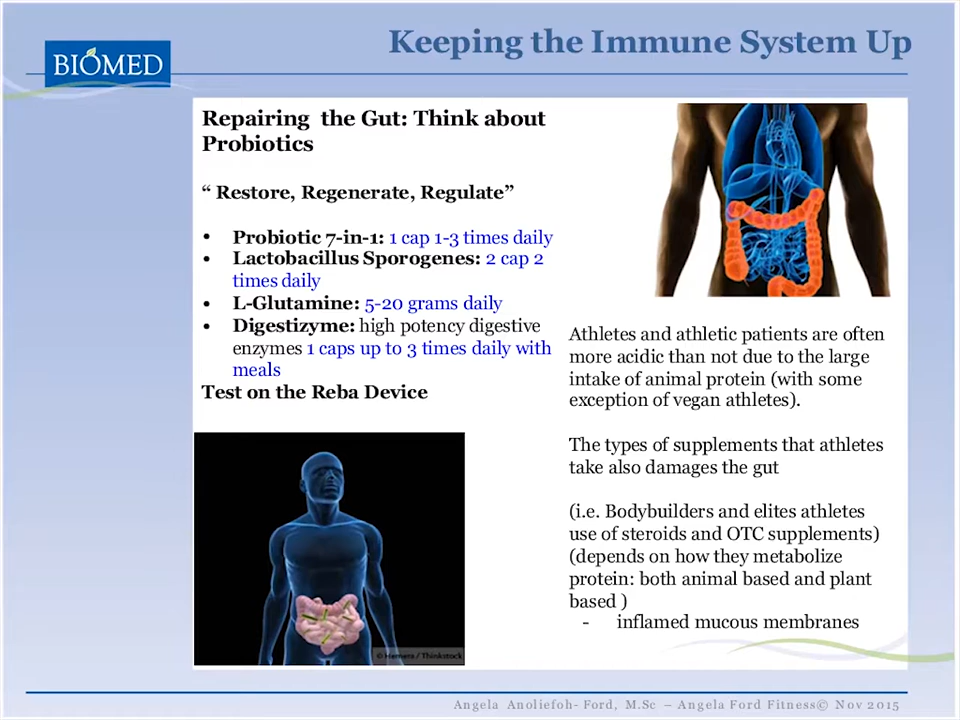 Keeping the Immune System Up
BIOMED
Repairing the Gut: Think about
Probiotics
“ Restore, Regenerate, Regulate”
• Probiotic 7-in-1: 1 cap 1-3 times daily
• Lactobacillus Sporogenes: 2 cap 2
times daily
• L-Glutamine: 5-20 grams daily
• Digestizyme: high potency digestive
enzymes 1 caps up to 3 times daily with
meals
Test on the Reba Device
© Hemera / Thinkstock
Athletes and athletic patients are often
more acidic than not due to the large
intake of animal protein (with some
exception of vegan athletes).
The types of supplements that athletes
take also damages the gut
(i.e. Bodybuilders and elites athletes
use of steroids and OTC supplements)
(depends on how they metabolize
protein: both animal based and plant
based )
- inflamed mucous membranes
Angela Anoliefoh- Ford, M.Sc – Angela Ford Fitness© Nov 2015